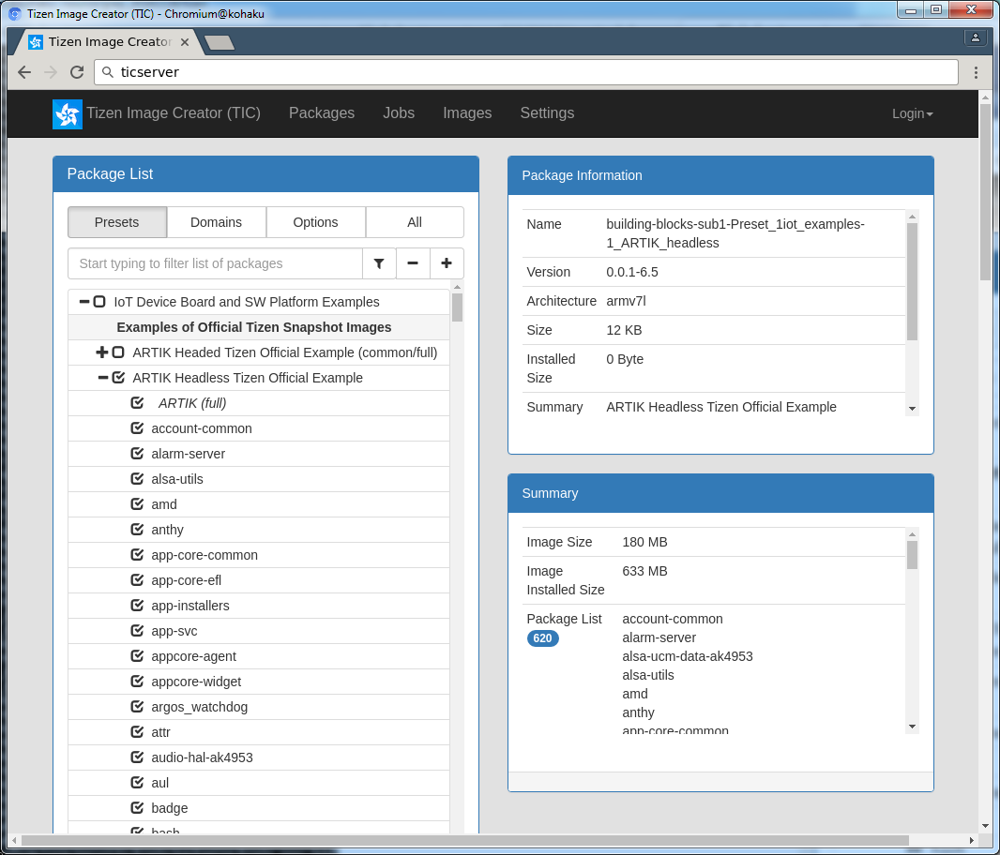 Tizen Image Creator (TIC) - Chromium@kohaku
Tizen Image Creator
ticserver
Tizen Image Creator (TIC) Packages Jobs Images Settings Login
Package List
Presets Domains Options All
Start typing to filter list of packages
IoT Device Board and SW Platform Examples
Examples of Official Tizen Snapshot Images
ARTIK Headed Tizen Official Example (common/full)
ARTIK Headless Tizen Official Example
ARTIK (full)
account-common
alarm-server
alsa-utils
amd
anthy
app-core-common
app-core-efl
app-installers
app-svc
appcore-agent
appcore-widget
argos_watchdog
attr
audio-hal-ak4953
aul
badge
bash
Package Information
Name building-blocks-sub1-Preset_1iot_examples-
1_ARTIK_headless
Version 0.0.1-6.5
Architecture armv7l
Size 12 KB
Installed 0 Byte
Size
Summary ARTIK Headless Tizen Official Example
Summary
Image Size 180 MB
Image 633 MB
Installed Size
Package List account-common
620 alarm-server
alsa-ucm-data-ak4953
alsa-utils
amd
anthy
app-core-common